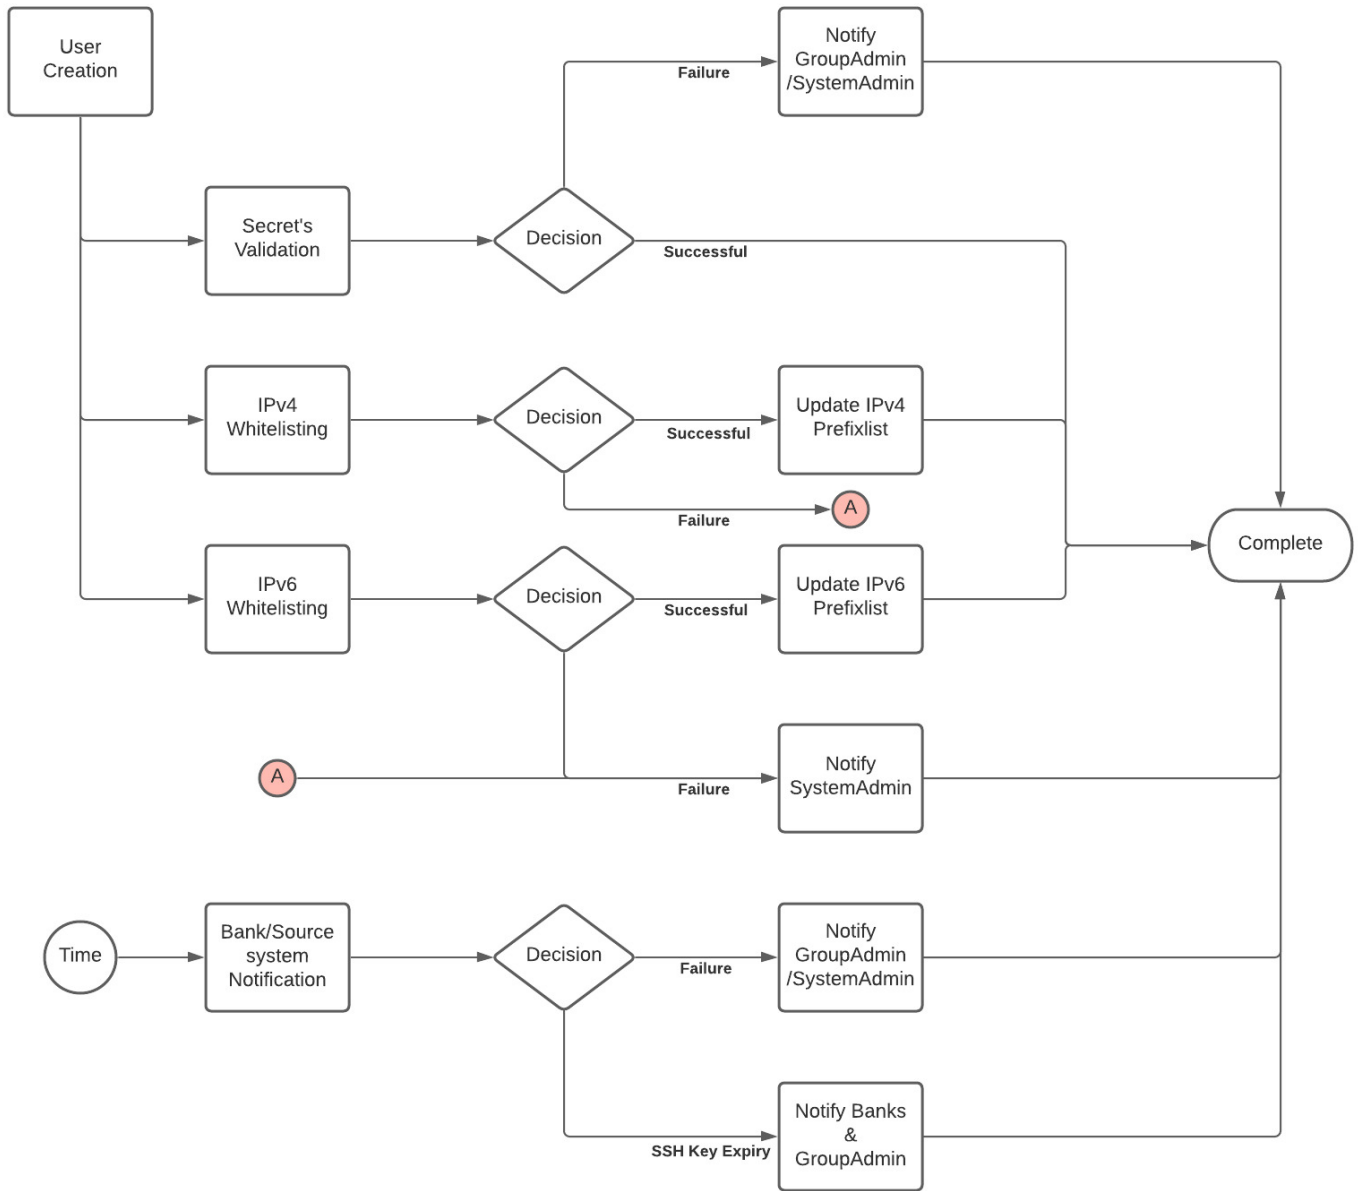 User
Creation
Notify
GroupAdmin
/SystemAdmin
Failure
Secret's
Validation
Decision
Successful
IPv4
Whitelisting
Decision
Successful
Update IPv4
Prefixlist
Failure
A
IPv6
Whitelisting
Decision
Successful
Update IPv6
Prefixlist
Complete
A
Failure
Notify
SystemAdmin
Time
Bank/Source
system
Notification
Decision
Failure
Notify
GroupAdmin
/SystemAdmin
SSH Key Expiry
Notify Banks
&
GroupAdmin